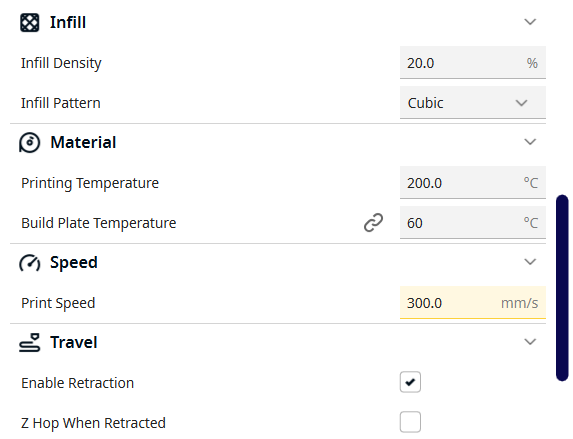 Infill
Infill Density 20.0 %
Infill Pattern Cubic
Material
Printing Temperature 200.0 °C
Build Plate Temperature 60 °C
Speed
Print Speed 300.0 mm/s
Travel
Enable Retraction
Z Hop When Retracted